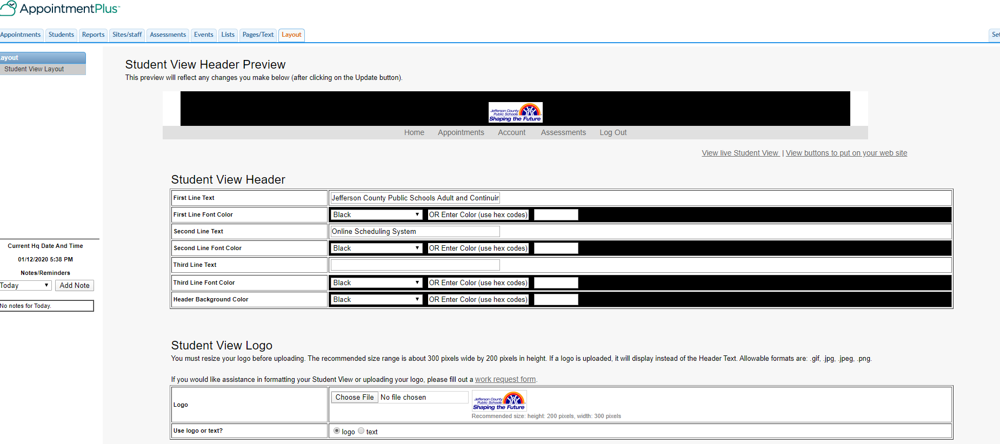 AppointmentPlus™
Appointments Students Reports Sites/staff Assessments Events Lists Pages/Text Layout
ayout
Student View Layout
Student View Header Preview
This preview will reflect any changes you make below (after clicking on the Update button).
Jefferson County
Public Schools
Shaping the Future
Home Appointments Account Assessments Log Out
View live Student View | View buttons to put on your web site
Student View Header
First Line Text Jefferson County Public Schools Adult and Continuin
First Line Font Color Black OR Enter Color (use hex codes)
Second Line Text Online Scheduling System
Second Line Font Color Black OR Enter Color (use hex codes)
Third Line Text
Third Line Font Color Black OR Enter Color (use hex codes)
Header Background Color Black OR Enter Color (use hex codes)
Current Hq Date And Time
01/12/2020 5:38 PM
Notes/Reminders
Today Add Note
No notes for Today.
Student View Logo
You must resize your logo before uploading. The recommended size range is about 300 pixels wide by 200 pixels in height. If a logo is uploaded, it will display instead of the Header Text. Allowable formats are: .gif, .jpg, .jpeg, .png.
If you would like assistance in formatting your Student View or uploading your logo, please fill out a work request form.
Logo Choose File No file chosen
Jefferson County
Public Schools
Shaping the Future
Recommended size: height: 200 pixels, width: 300 pixels
Use logo or text? logo text